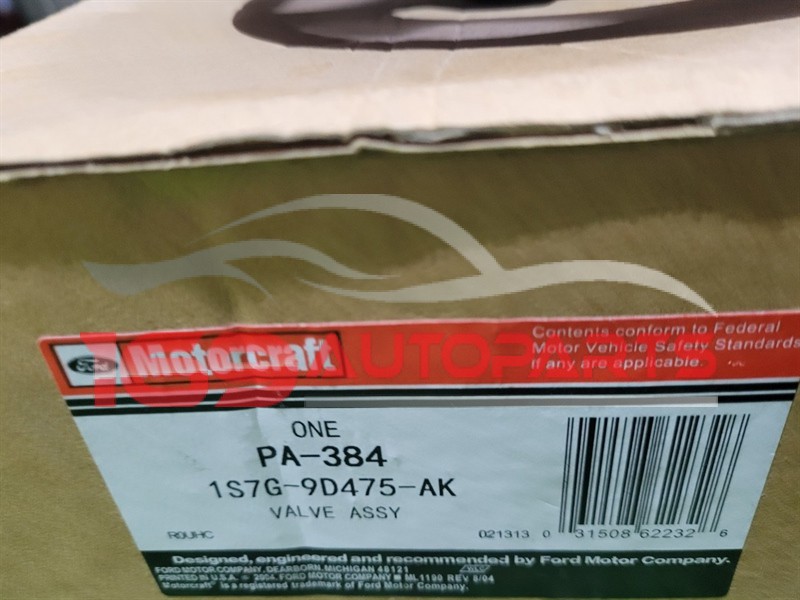 Ford Motorcraft
Contents conform to Federal
Motor Vehicle Safety Standards
If any are applicable.
AUTOPARTS
ONE
PA-384
1S7G-9D475-AK
VALVE ASSY
R0UHC
021313 0 31508 62232 6
Designed, engineered and recommended by Ford Motor Company.
FORD MOTOR COMPANY, DEARBORN, MICHIGAN 48121
PRINTED IN U.S.A. ® 2004, FORD MOTOR COMPANY ■ ML1190 REV 8/04
Motorcraft® is a registered trademark of Ford Motor Company.